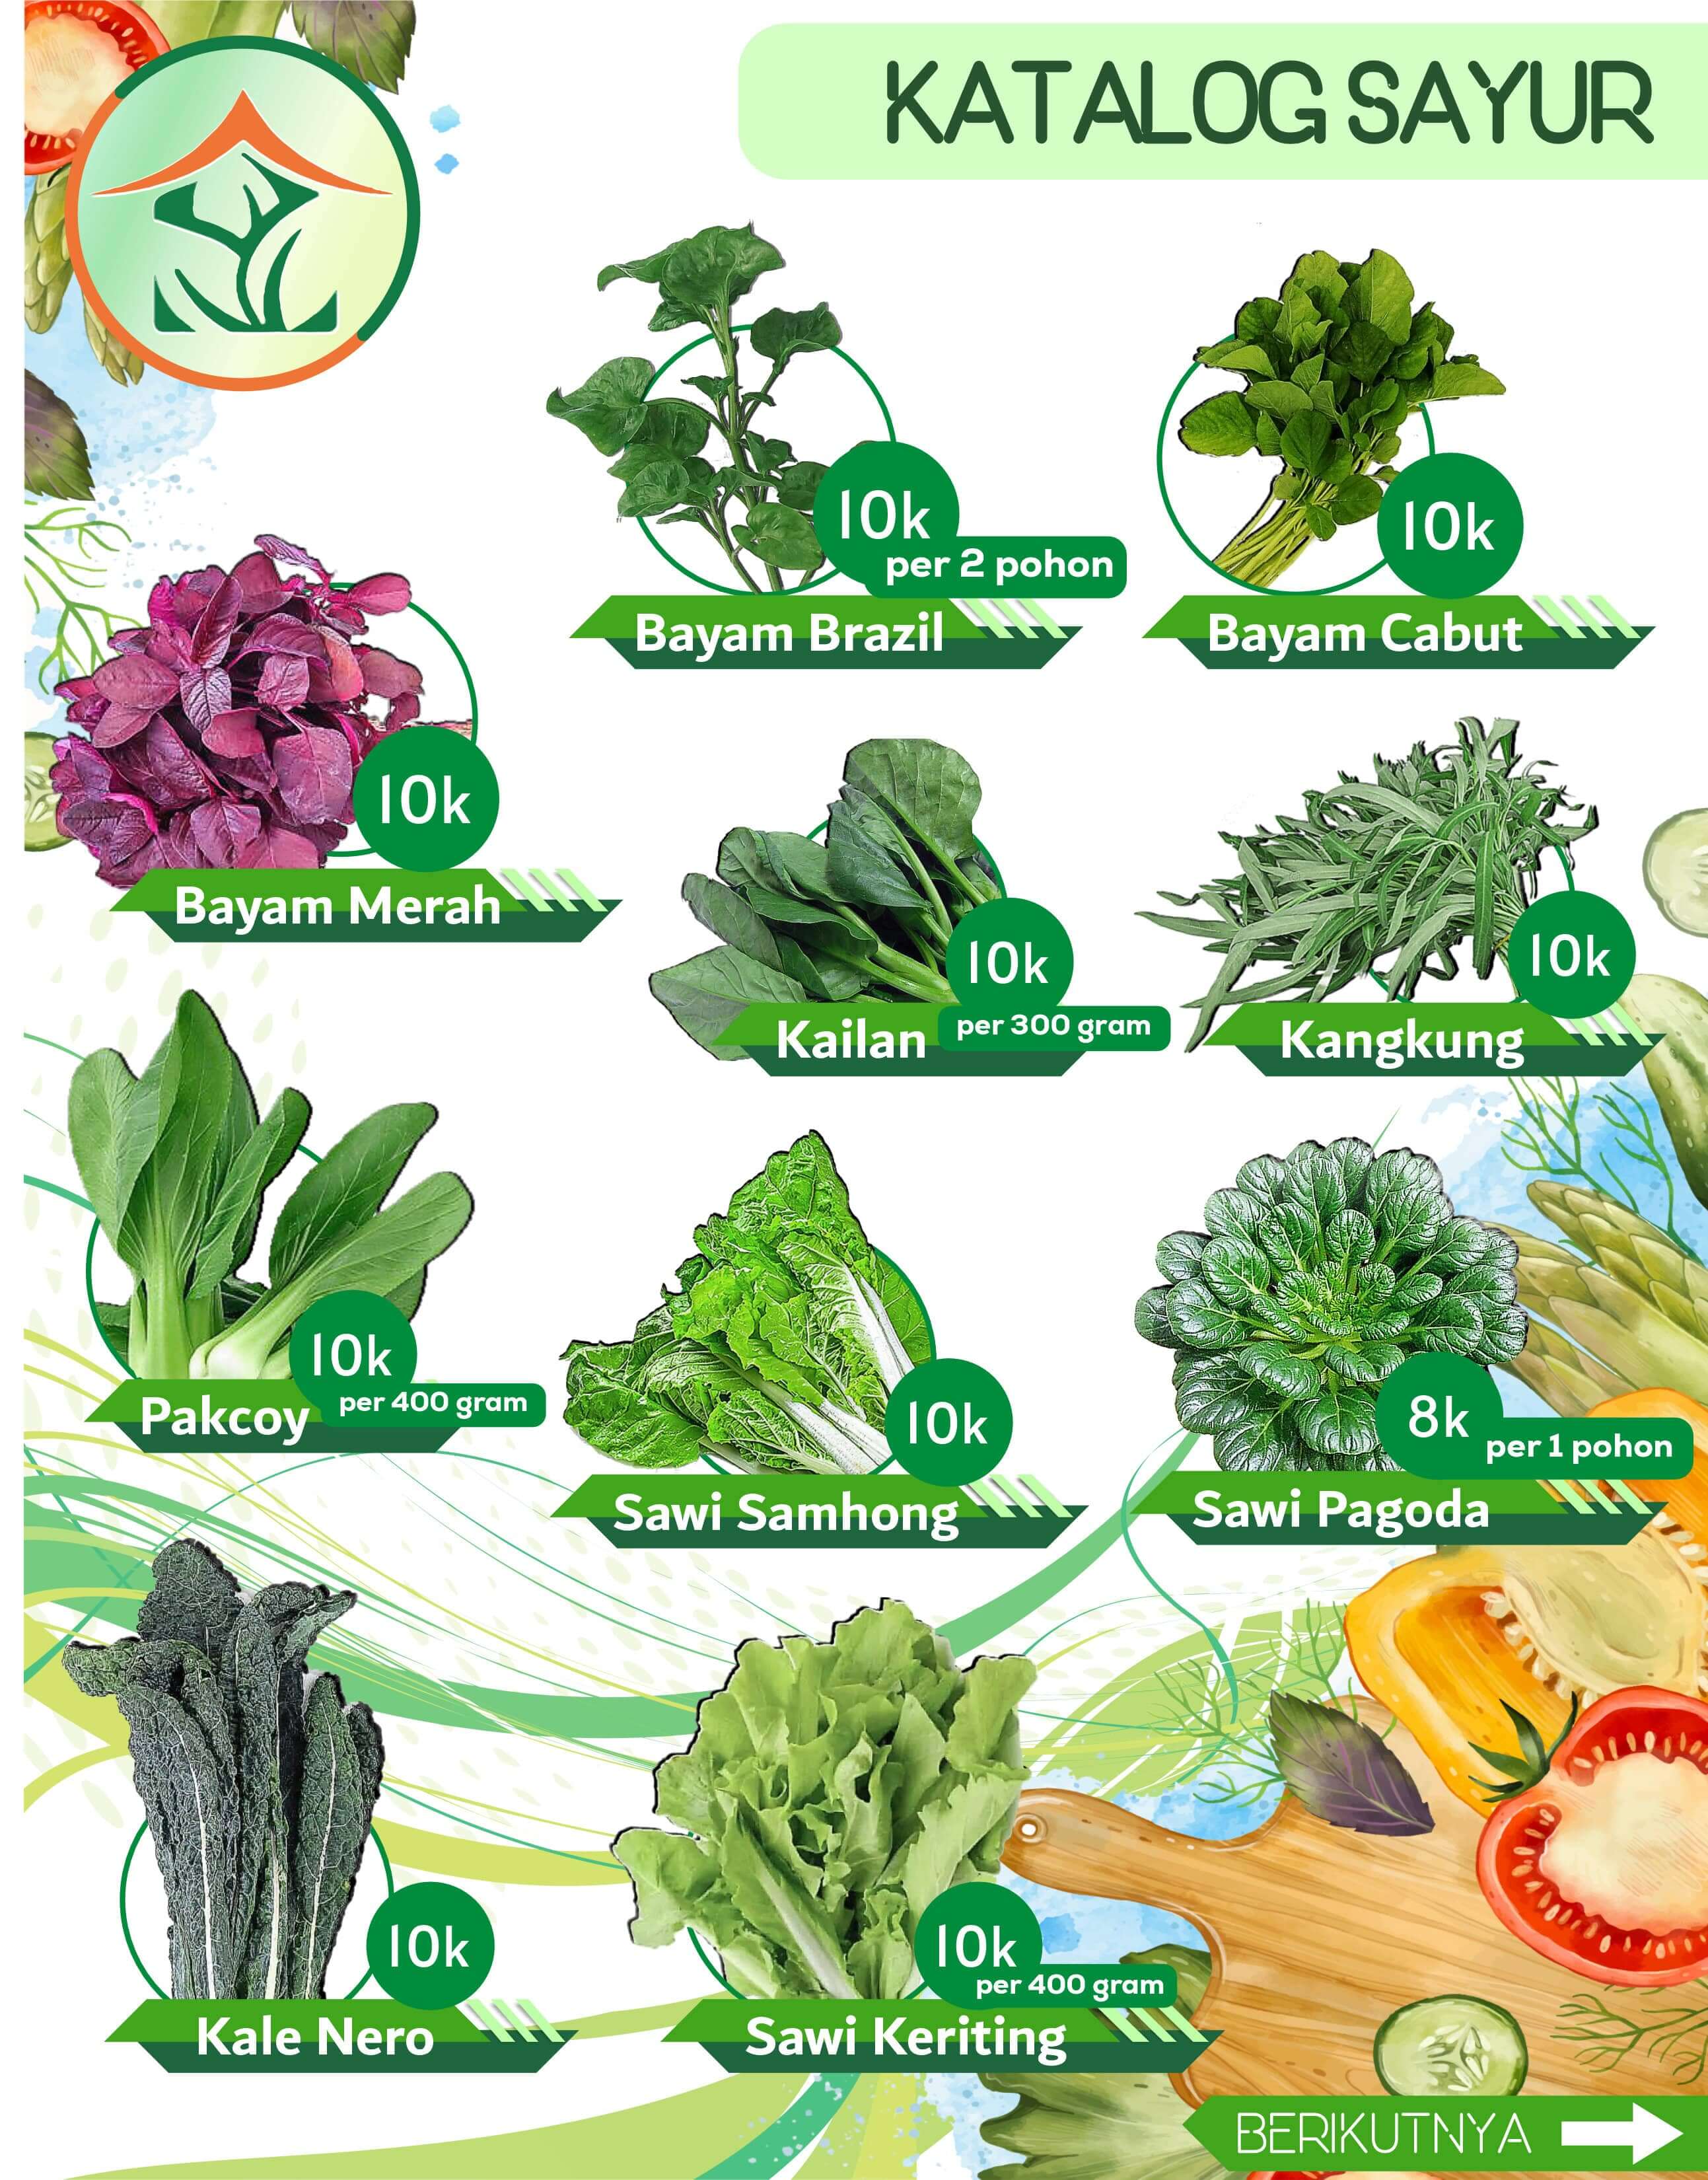 KATALOG SAYUR
10k
per 2 pohon
Bayam Brazil
10k
Bayam Cabut
10k
Bayam Merah
10k
Kailan
per 300 gram
10k
Kangkung
10k
Pakcoy
per 400 gram
10k
Sawi Samhong
8k
per 1 pohon
Sawi Pagoda
10k
Kale Nero
10k
per 400 gram
Sawi Keriting
BERIKUTNYA